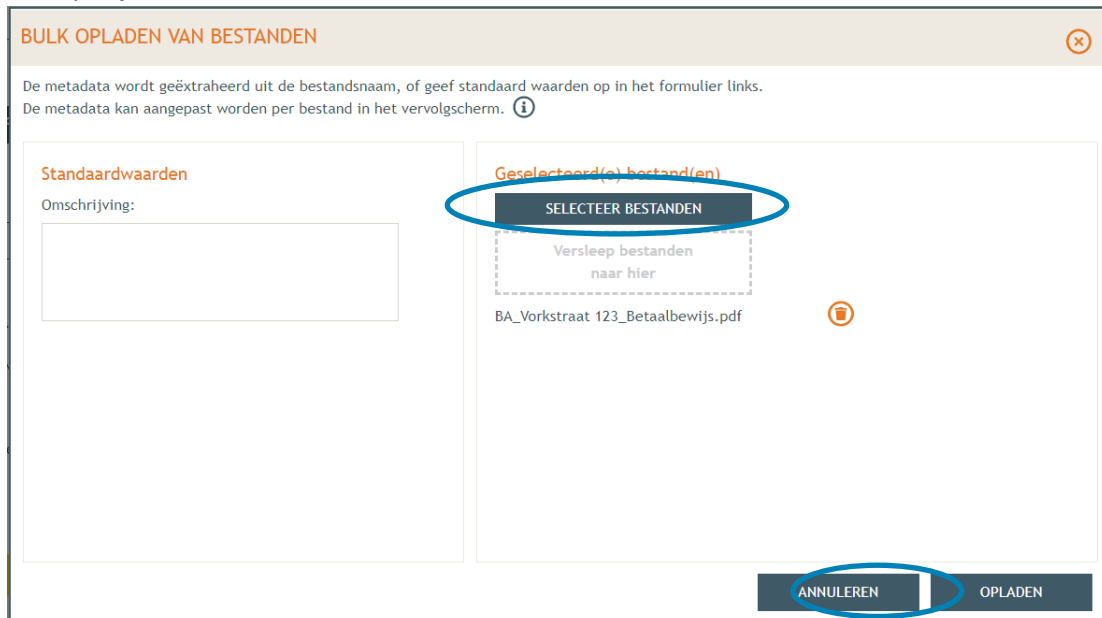 BULK OPLADEN VAN BESTANDEN
De metadata wordt geëxtraheerd uit de bestandsnaam, of geef standaard waarden op in het formulier links.
De metadata kan aangepast worden per bestand in het vervolgscherm.
Standaardwaarden
Omschrijving:
Geselecteerd(e) bestand(en)
SELECTEER BESTANDEN
Versleep bestanden
naar hier
BA_Vorkstraat 123_Betaalbewijs.pdf
ANNULEREN
OPLADEN